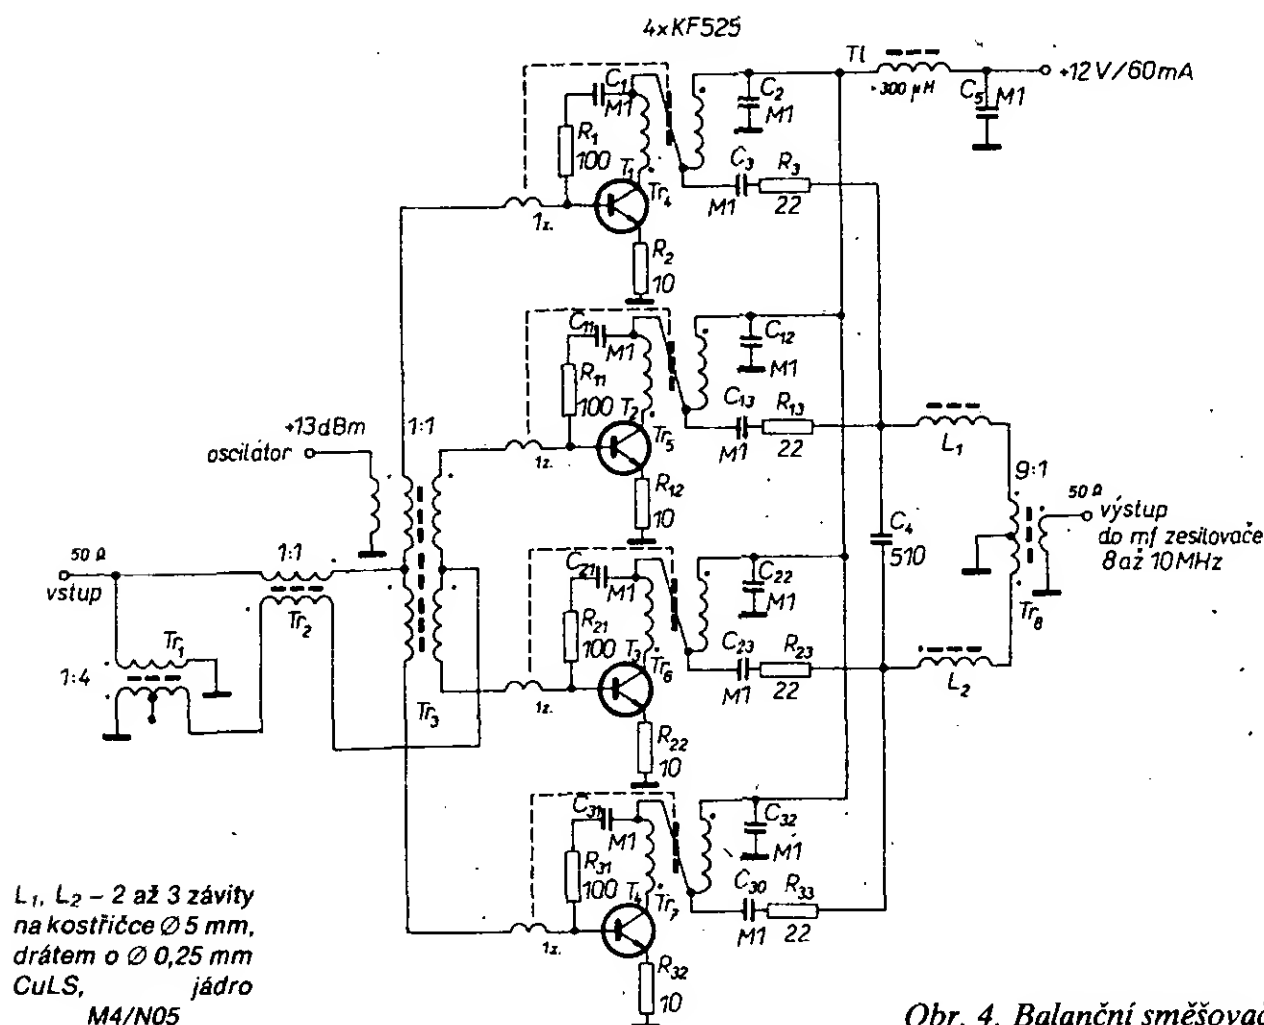 4xKF525
Tl
+12V/60mA
300 µH
C5 M1
C1
M1
R1
100
T1
Tr4
1z.
C2
M1
C3
M1
R3
22
R2
10
C11
M1
R11
100
T2
Tr5
1z.
C12
M1
C13
M1
R13
22
R12
10
+13dBm
oscilátor
1:1
L1
9:1
50 Ω
výstup
do mf zesilovače
8 až 10MHz
Tr8
C4
510
50 Ω
vstup
1:1
Tr2
Tr1
1:4
Tr3
C21
M1
R21
100
T3
Tr6
1z.
C22
M1
C23
M1
R23
22
L2
R22
10
C31
M1
R31
100
T4
Tr7
1z.
C32
M1
C30
M1
R33
22
R32
10
L1, L2 – 2 až 3 závity
na kostřičce Ø 5 mm,
drátem o Ø 0,25 mm
CuLS, jádro
M4/N05
Obr. 4. Balanční směšovač